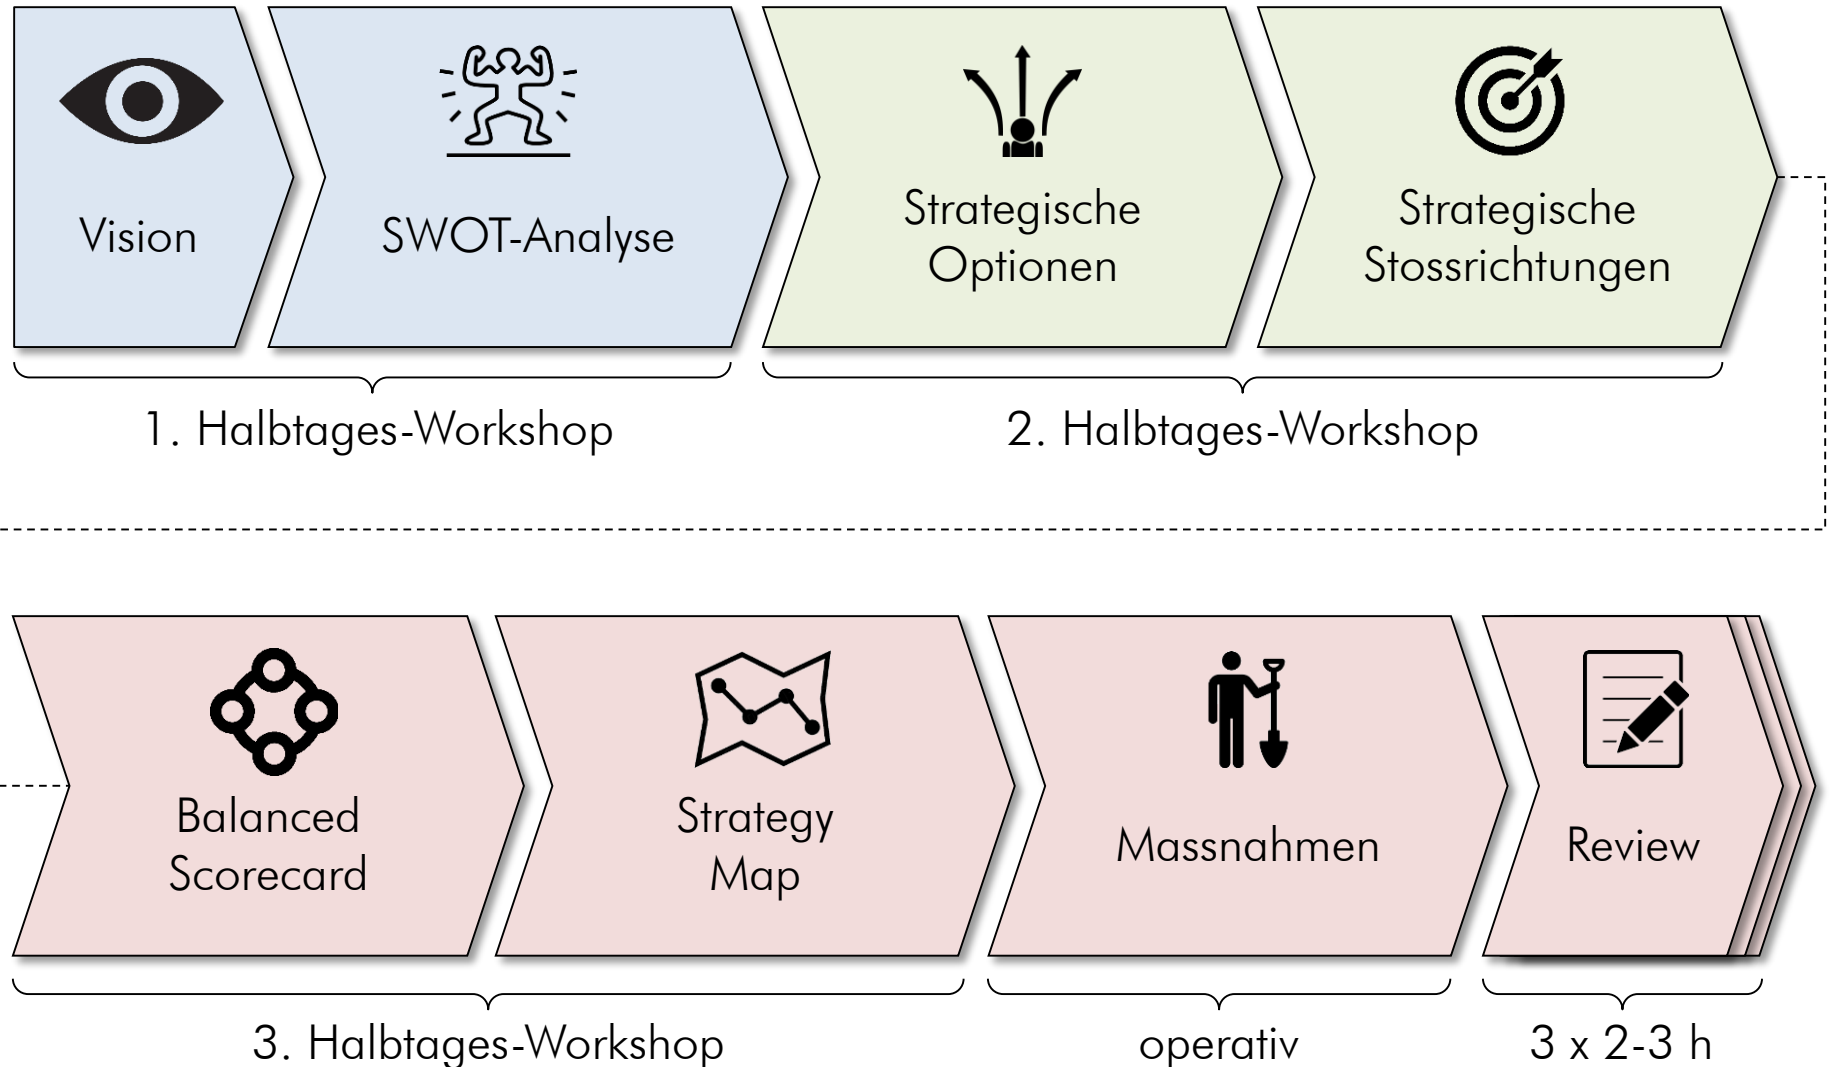 Vision
SWOT-Analyse
Strategische
Optionen
Strategische
Stossrichtungen
1. Halbtages-Workshop
2. Halbtages-Workshop
Balanced
Scorecard
Strategy
Map
Massnahmen
Review
3. Halbtages-Workshop
operativ
3 x 2-3 h